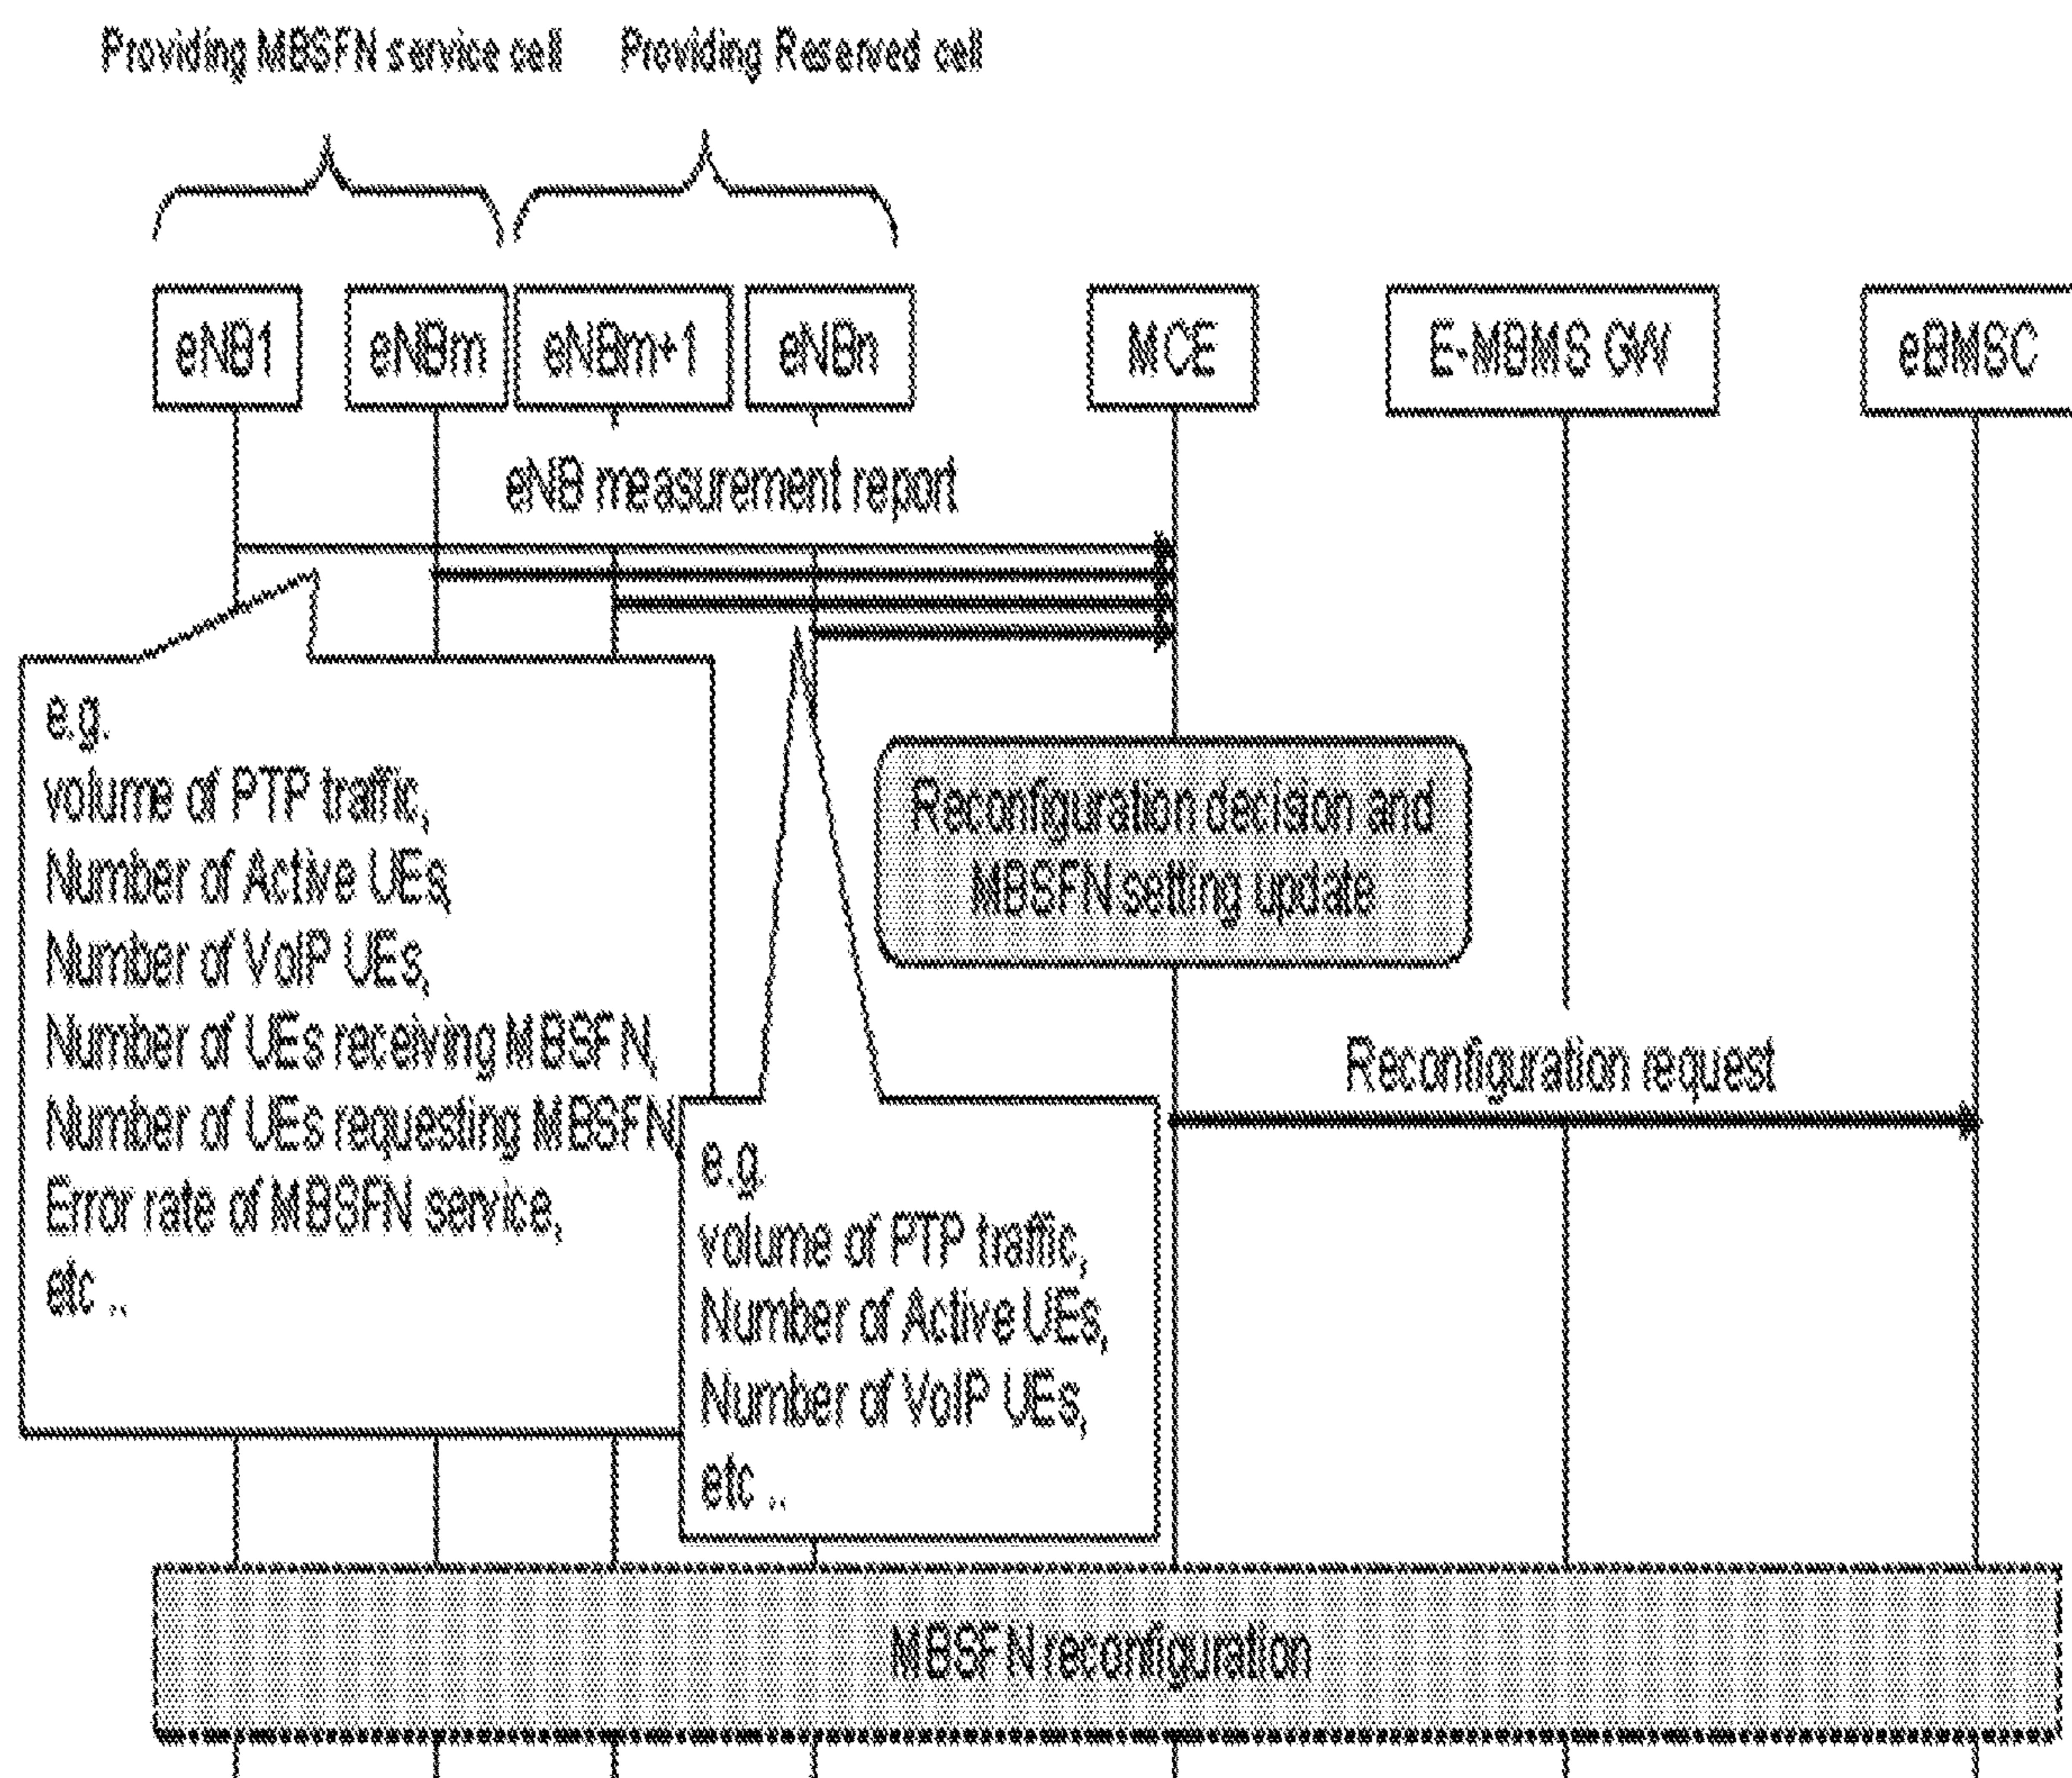 Providing MBSFN service cell
Providing Reserved cell
eNB1
eNBm
eNBm+1
eNBn
MCE
E-MBMS GW
eBMSC
eNB measurement report
e.g.
volume of PTP traffic,
Number of Active UEs,
Number of VoIP UEs,
Number of UEs receiving MBSFN,
Number of UEs requesting MBSFN,
Error rate of MBSFN service,
etc ..
Reconfiguration decision and
MBSFN setting update
Reconfiguration request
e.g.
volume of PTP traffic,
Number of Active UEs,
Number of VoIP UEs,
etc ..
MBSFN reconfiguration